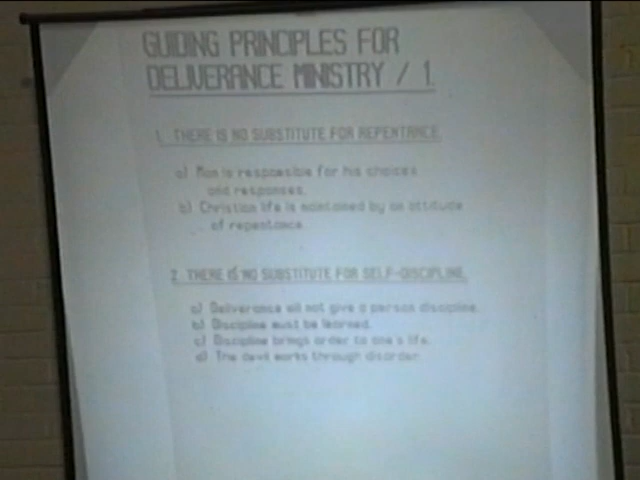 GUIDING PRINCIPLES FOR
DELIVERANCE MINISTRY / 1.
1. THERE IS NO SUBSTITUTE FOR REPENTANCE.
a) Man is responsible for his choices
and responses.
b) Christian life is maintained by an attitude
of repentance.
2. THERE IS NO SUBSTITUTE FOR SELF-DISCIPLINE.
a) Deliverance will not give a person discipline.
b) Discipline must be learned.
c) Discipline brings order to one's life.
d) The devil works through disorder.